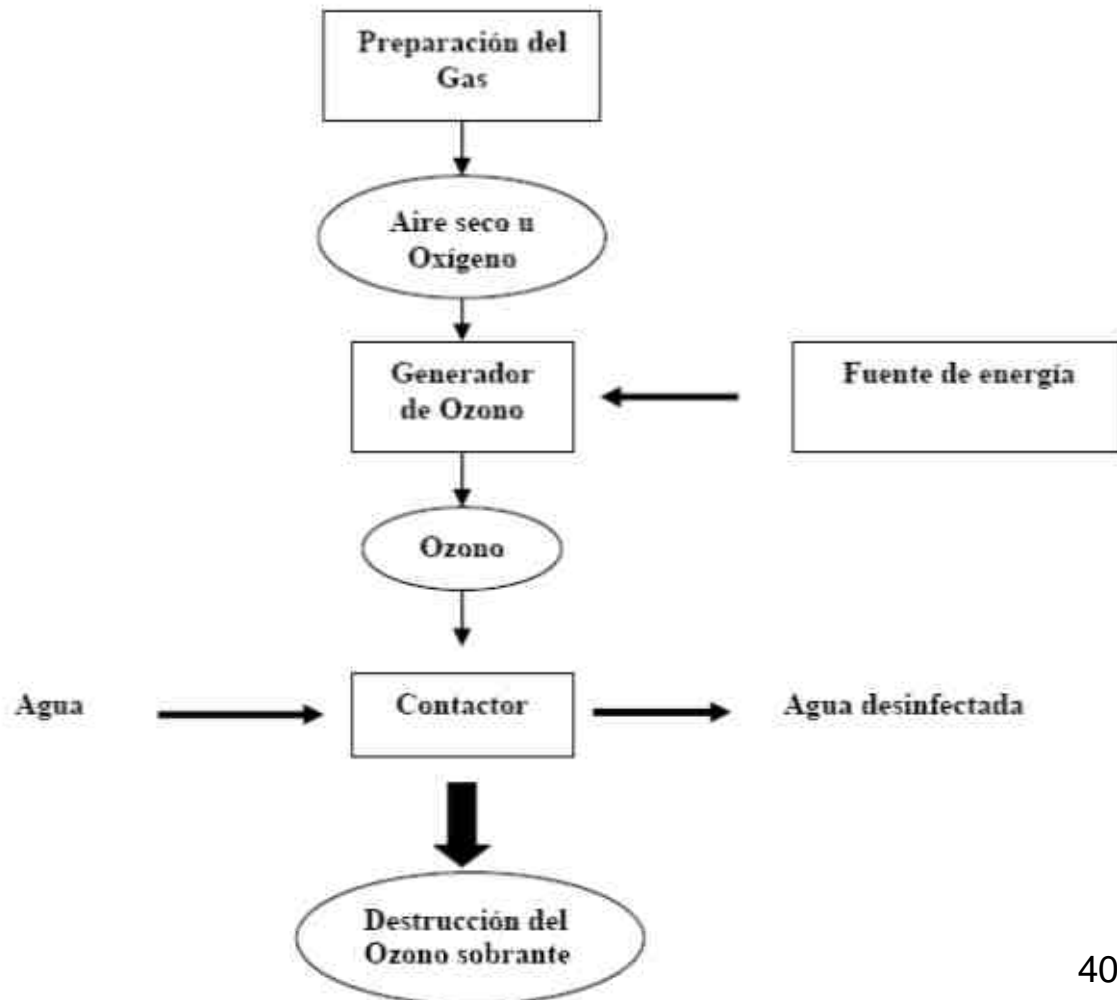 Preparación del
Gas
Aire seco u
Oxígeno
Generador
de Ozono
Fuente de energía
Ozono
Agua
Contactor
Agua desinfectada
Destrucción del
Ozono sobrante
40